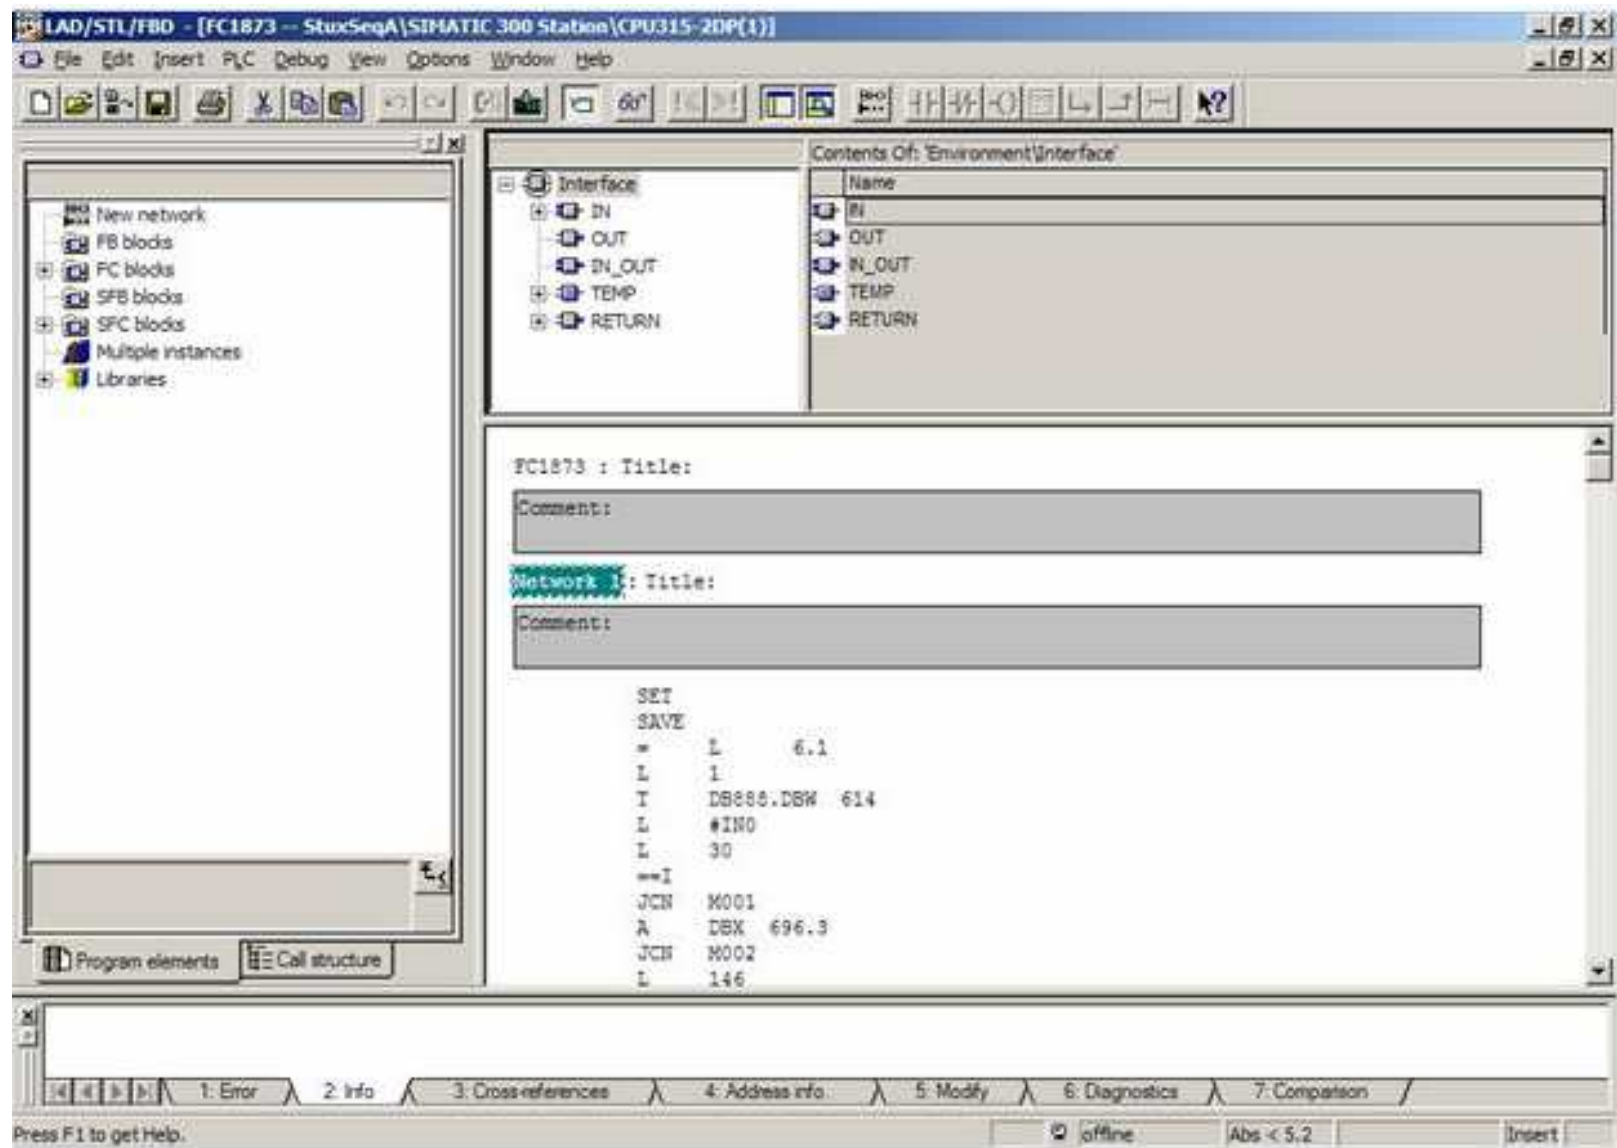 LAD/STL/FBD - [FC1873 -- StuxSeqA\SIMATIC 300 Station\CPU315-2DP(1)]
File Edit Insert PLC Debug View Options Window Help
New network
FB blocks
FC blocks
SFB blocks
SFC blocks
Multiple instances
Libraries
Program elements Call structure
Interface
IN
OUT
IN_OUT
TEMP
RETURN
Contents Of: 'Environment\Interface'
Name
IN
OUT
IN_OUT
TEMP
RETURN
FC1873 : Title:
Comment:
Network 1: Title:
Comment:
SET
SAVE
= L 6.1
L 1
T DB888.DBW 614
L #IN0
L 30
==I
JCN M001
A DBX 696.3
JCN M002
L 146
1: Error 2: Info 3: Cross-references 4: Address info. 5: Modify 6: Diagnostics 7: Comparison
Press F1 to get Help. offline Abs < 5.2 Insert